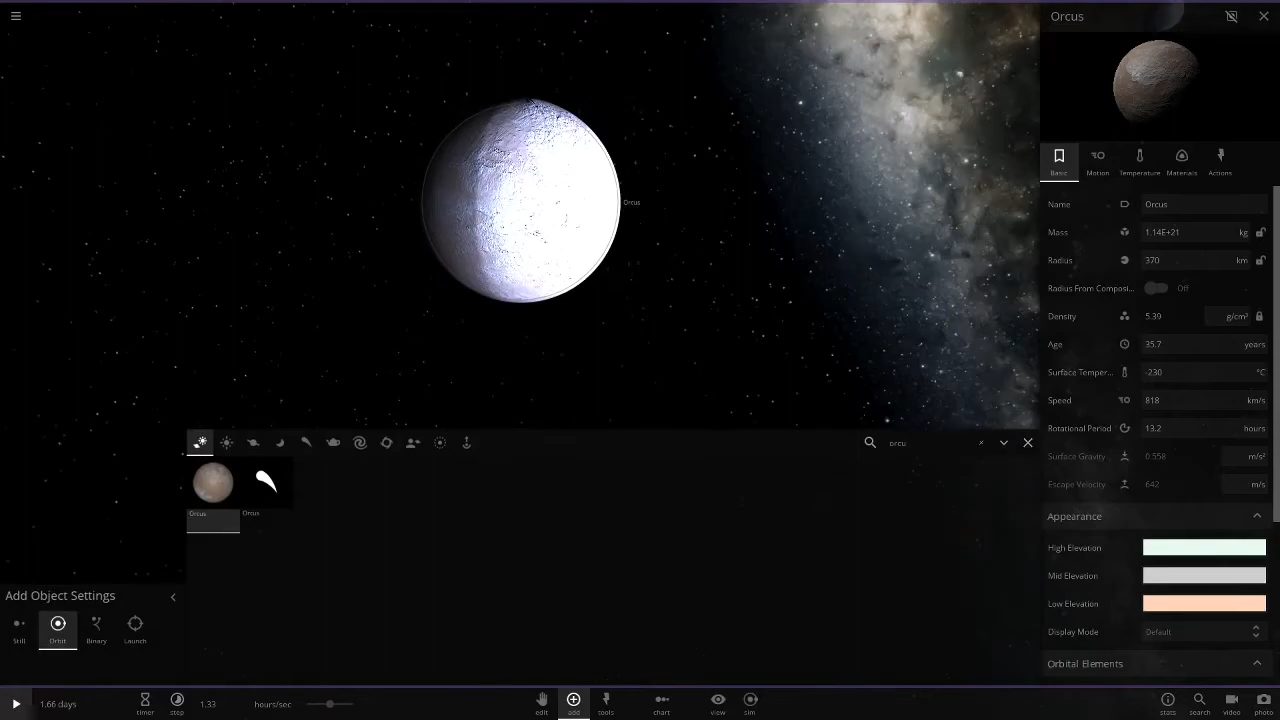 Orcus
Orcus
Basic
Motion
Temperature
Materials
Actions
Name
Orcus
Mass
1.14E+21
kg
Radius
370
km
Radius From Composi...
Off
Density
5.39
g/cm³
Age
35.7
years
Surface Temper...
-230
°C
Speed
818
km/s
Rotational Period
13.2
hours
Surface Gravity
0.558
m/s²
Escape Velocity
642
m/s
Appearance
High Elevation
Mid Elevation
Low Elevation
Display Mode
Default
Orbital Elements
orcu
Orcus
Orcus
Add Object Settings
Still
Orbit
Binary
Launch
1.66 days
timer
step
1.33
hours/sec
edit
add
tools
chart
view
sim
stats
search
video
photo